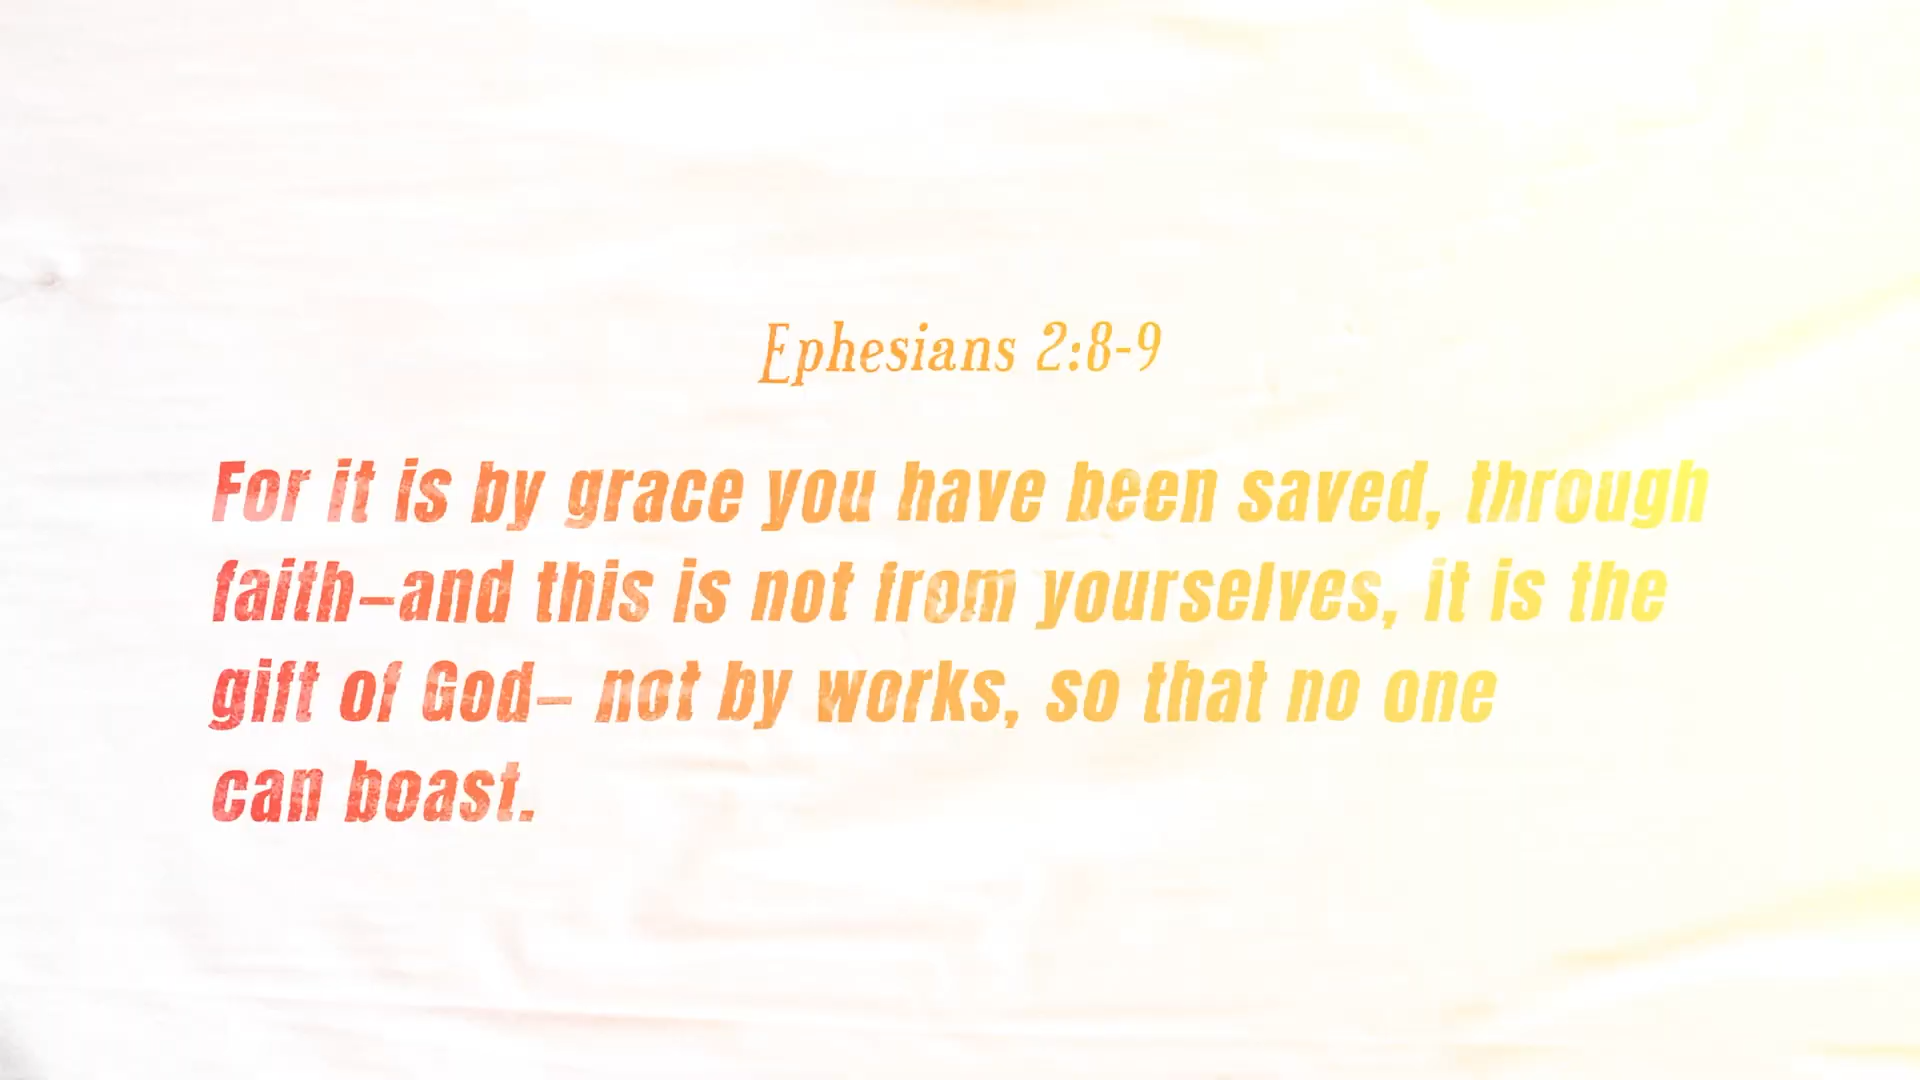 Ephesians 2:8-9
For it is by grace you have been saved, through
faith—and this is not from yourselves, it is the
gift of God— not by works, so that no one
can boast.